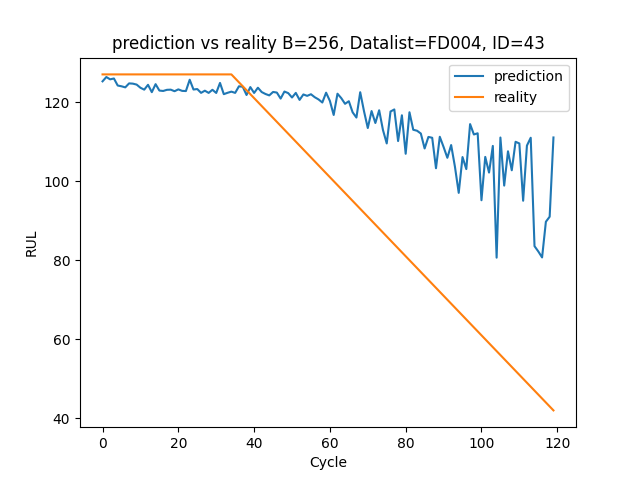 prediction vs reality B=256, Datalist=FD004, ID=43
prediction
reality
RUL
120
100
80
60
40
0 20 40 60 80 100 120
Cycle